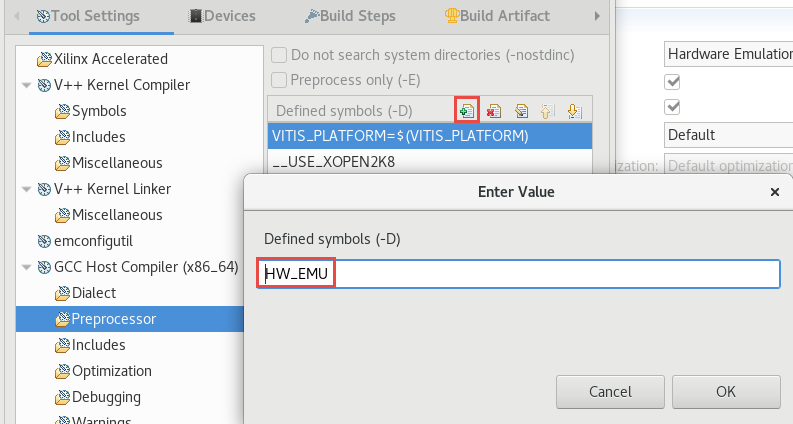 Tool Settings
Devices
Build Steps
Build Artifact
Xilinx Accelerated
V++ Kernel Compiler
Symbols
Includes
Miscellaneous
V++ Kernel Linker
Miscellaneous
emconfigutil
GCC Host Compiler (x86_64)
Dialect
Preprocessor
Includes
Optimization
Debugging
Warnings
Do not search system directories (-nostdinc)
Preprocess only (-E)
Defined symbols (-D)
VITIS_PLATFORM=$(VITIS_PLATFORM)
__USE_XOPEN2K8
Hardware Emulation
Default
ization: Default optimization
Enter Value
Defined symbols (-D)
HW_EMU
Cancel
OK